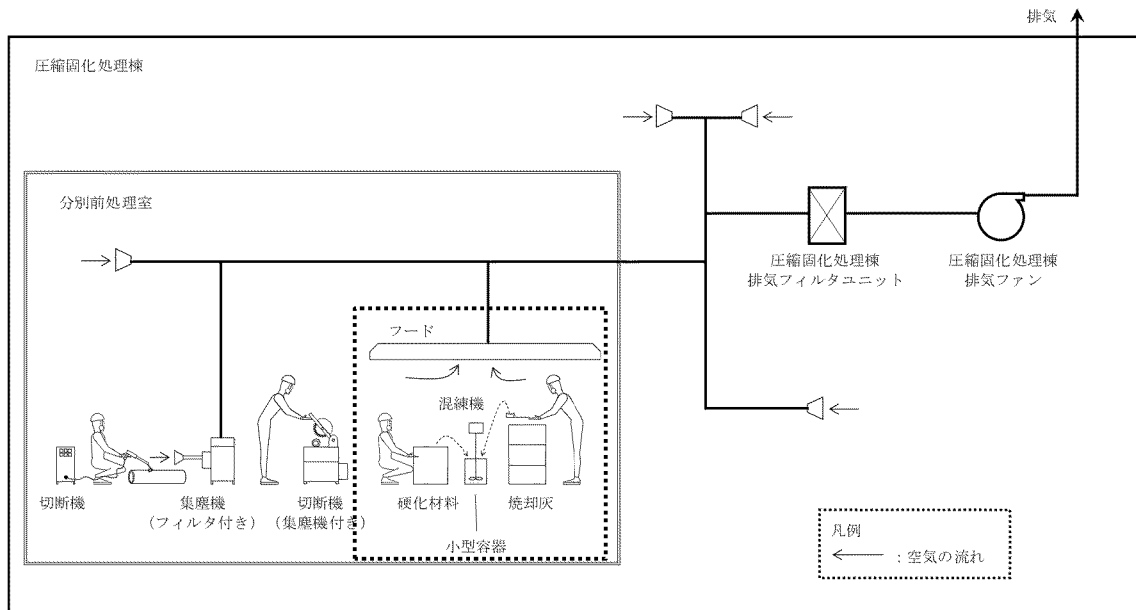 排気
圧縮固化処理棟
分別前処理室
圧縮固化処理棟
排気フィルタユニット
圧縮固化処理棟
排気ファン
フード
混練機
切断機
集塵機
（フィルタ付き）
切断機
（集塵機付き）
硬化材料
焼却灰
小型容器
凡例
：空気の流れ